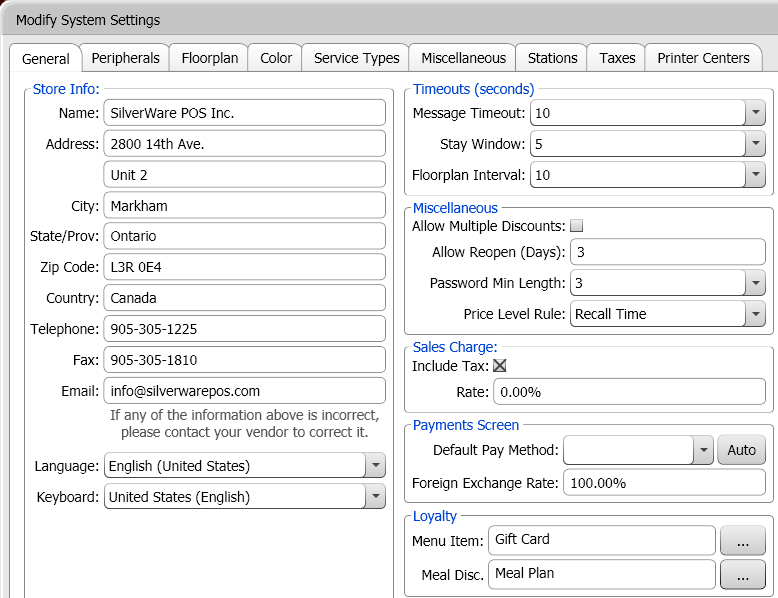 Modify System Settings
General Peripherals Floorplan Color Service Types Miscellaneous Stations Taxes Printer Centers
Store Info:
Name: SilverWare POS Inc.
Address: 2800 14th Ave.
Unit 2
City: Markham
State/Prov: Ontario
Zip Code: L3R 0E4
Country: Canada
Telephone: 905-305-1225
Fax: 905-305-1810
Email: info@silverwarepos.com
If any of the information above is incorrect,
please contact your vendor to correct it.
Language: English (United States)
Keyboard: United States (English)
Timeouts (seconds)
Message Timeout: 10
Stay Window: 5
Floorplan Interval: 10
Miscellaneous
Allow Multiple Discounts:
Allow Reopen (Days): 3
Password Min Length: 3
Price Level Rule: Recall Time
Sales Charge:
Include Tax:
Rate: 0.00%
Payments Screen
Default Pay Method: Auto
Foreign Exchange Rate: 100.00%
Loyalty
Menu Item: Gift Card ...
Meal Disc. Meal Plan ...